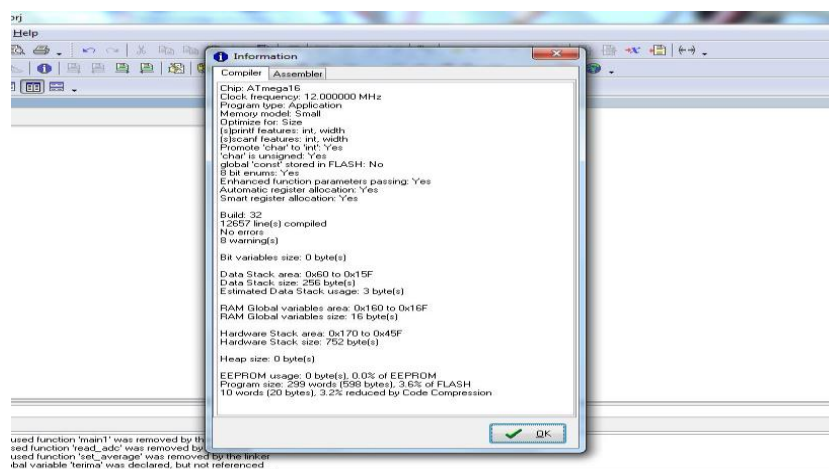 orj
Help
Information
Compiler
Assembler
Chip: ATmega16
Clock frequency: 12.000000 MHz
Program type: Application
Memory model: Small
Optimize for: Size
(s)printf features: int, width
(s)scanf features: int, width
Promote 'char' to 'int': Yes
'char' is unsigned: Yes
global 'const' stored in FLASH: No
8 bit enums: Yes
Enhanced function parameters passing: Yes
Automatic register allocation: Yes
Smart register allocation: Yes
Build: 32
12657 line(s) compiled
No errors
8 warning(s)
Bit variables size: 0 byte(s)
Data Stack area: 0x60 to 0x15F
Data Stack size: 256 byte(s)
Estimated Data Stack usage: 3 byte(s)
RAM Global variables area: 0x160 to 0x16F
RAM Global variables size: 16 byte(s)
Hardware Stack area: 0x170 to 0x45F
Hardware Stack size: 752 byte(s)
Heap size: 0 byte(s)
EEPROM usage: 0 byte(s), 0.0% of EEPROM
Program size: 299 words (598 bytes), 3.6% of FLASH
10 words (20 bytes), 3.2% reduced by Code Compression
OK
used function 'main1' was removed by th
sed function 'read_adc' was removed by
used function 'set_average' was removed by the linker
bal variable 'terima' was declared, but not referenced